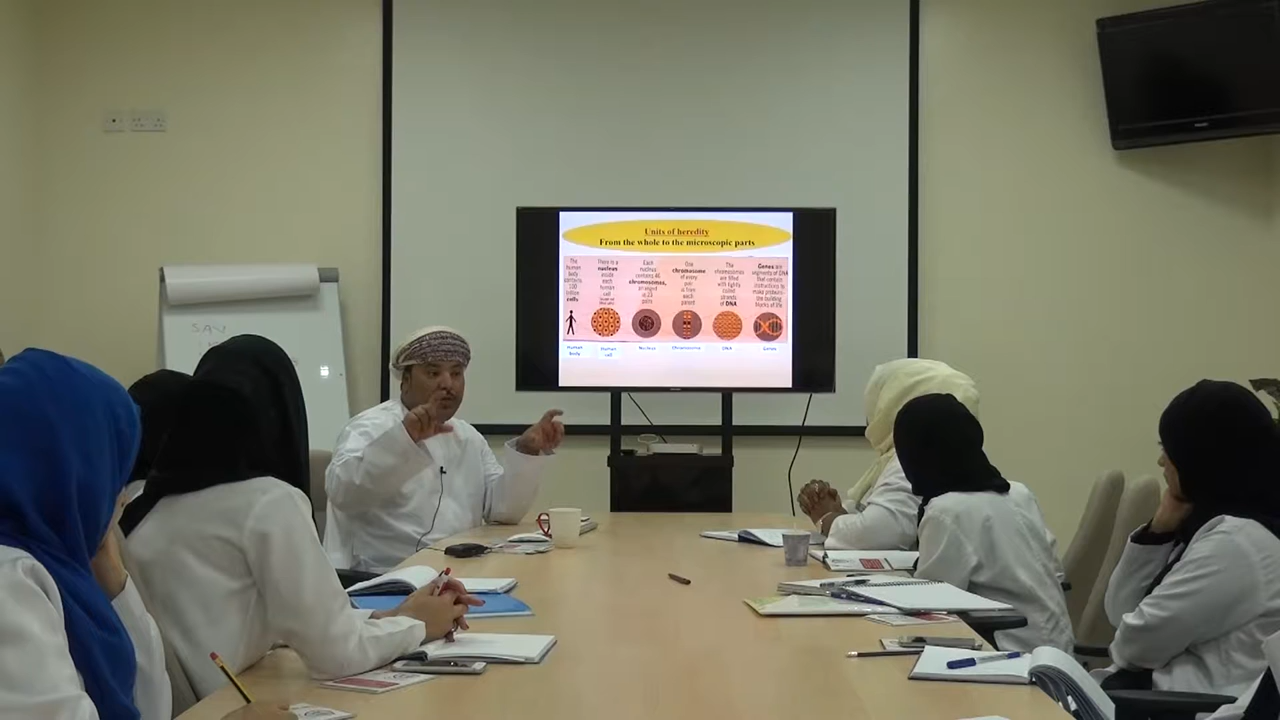 Units of heredity
From the whole to the microscopic parts
The
human
body
contains
100
trillion
cells
There is a
nucleus
inside
each
human
cell
Each
nucleus
contains 46
chromosomes,
arranged
in 23
pairs
One
chromosome
of every
pair
is from
each
parent
The
chromosomes
are filled
with tightly
coiled
strands
of DNA
Genes are
segments of DNA
that contain
instructions to
make proteins-
the building
blocks of life
Human
body
Human
cell
Nucleus
Chromosome
DNA
Genes
SAY